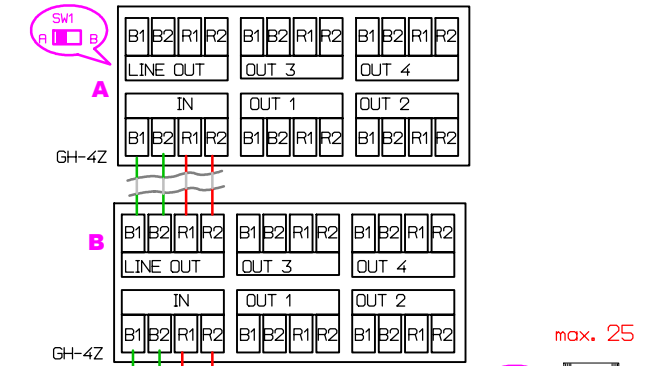 SW1
A B
B1 B2 R1 R2 B1 B2 R1 R2 B1 B2 R1 R2
LINE OUT OUT 3 OUT 4
A
IN OUT 1 OUT 2
B1 B2 R1 R2 B1 B2 R1 R2 B1 B2 R1 R2
GH-4Z
B1 B2 R1 R2 B1 B2 R1 R2 B1 B2 R1 R2
B
LINE OUT OUT 3 OUT 4
IN OUT 1 OUT 2
B1 B2 R1 R2 B1 B2 R1 R2 B1 B2 R1 R2
max. 25
GH-4Z